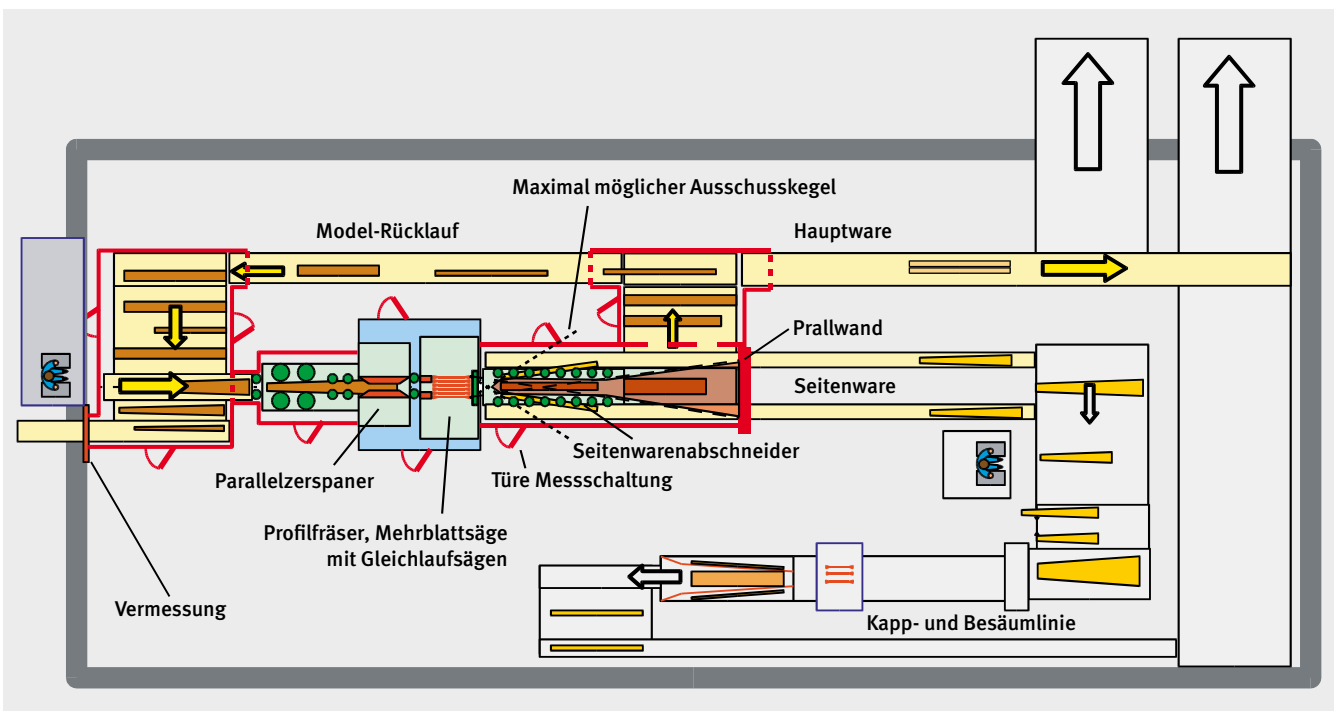 Maximal möglicher Ausschusskegel
Model-Rücklauf
Hauptware
Prallwand
Seitenware
Seitenwarenabschneider
Parallelzerspaner
Türe Messschaltung
Profilfräser, Mehrblattsäge
mit Gleichlaufsägen
Vermessung
Kapp- und Besäumlinie